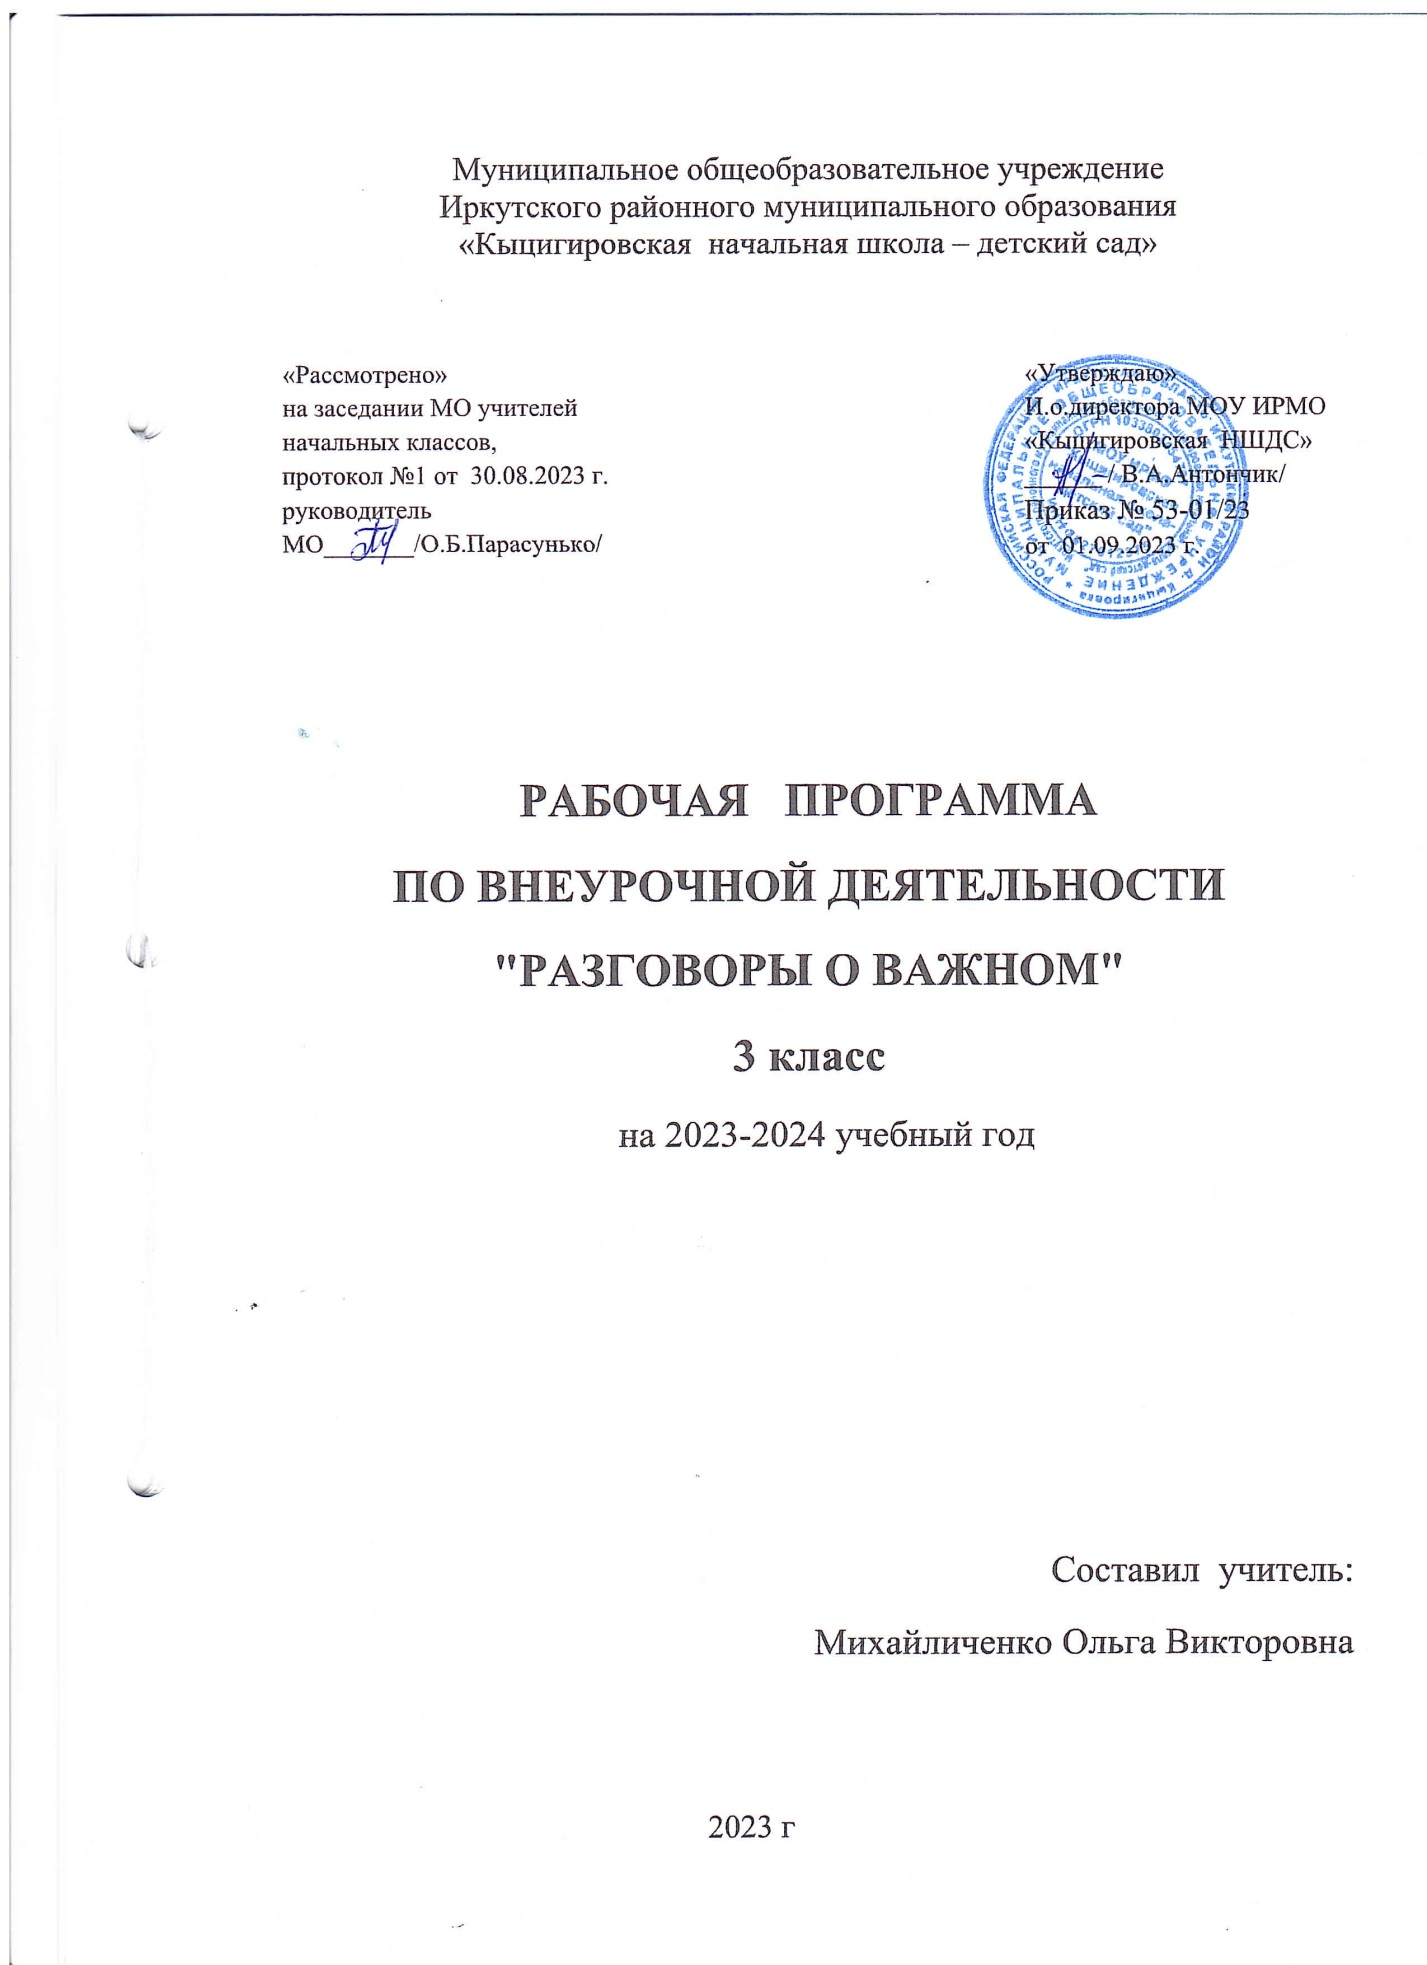 Муниципальное общеобразовательное учреждение
Иркутского районного муниципального образования
«Кыцигировская начальная школа – детский сад»
«Рассмотрено»
на заседании МО учителей
начальных классов,
протокол №1 от 30.08.2023 г.
руководитель
МО_______/О.Б.Парасунько/
«Утверждаю»
И.о.директора МОУ ИРМО
«Кыцигировская НШДС»
______/ В.А.Антончик/
Приказ № 53-01/23
от 01.09.2023 г.
РАБОЧАЯ ПРОГРАММА
ПО ВНЕУРОЧНОЙ ДЕЯТЕЛЬНОСТИ
"РАЗГОВОРЫ О ВАЖНОМ"
3 класс
на 2023-2024 учебный год
Составил учитель:
Михайличенко Ольга Викторовна
2023 г